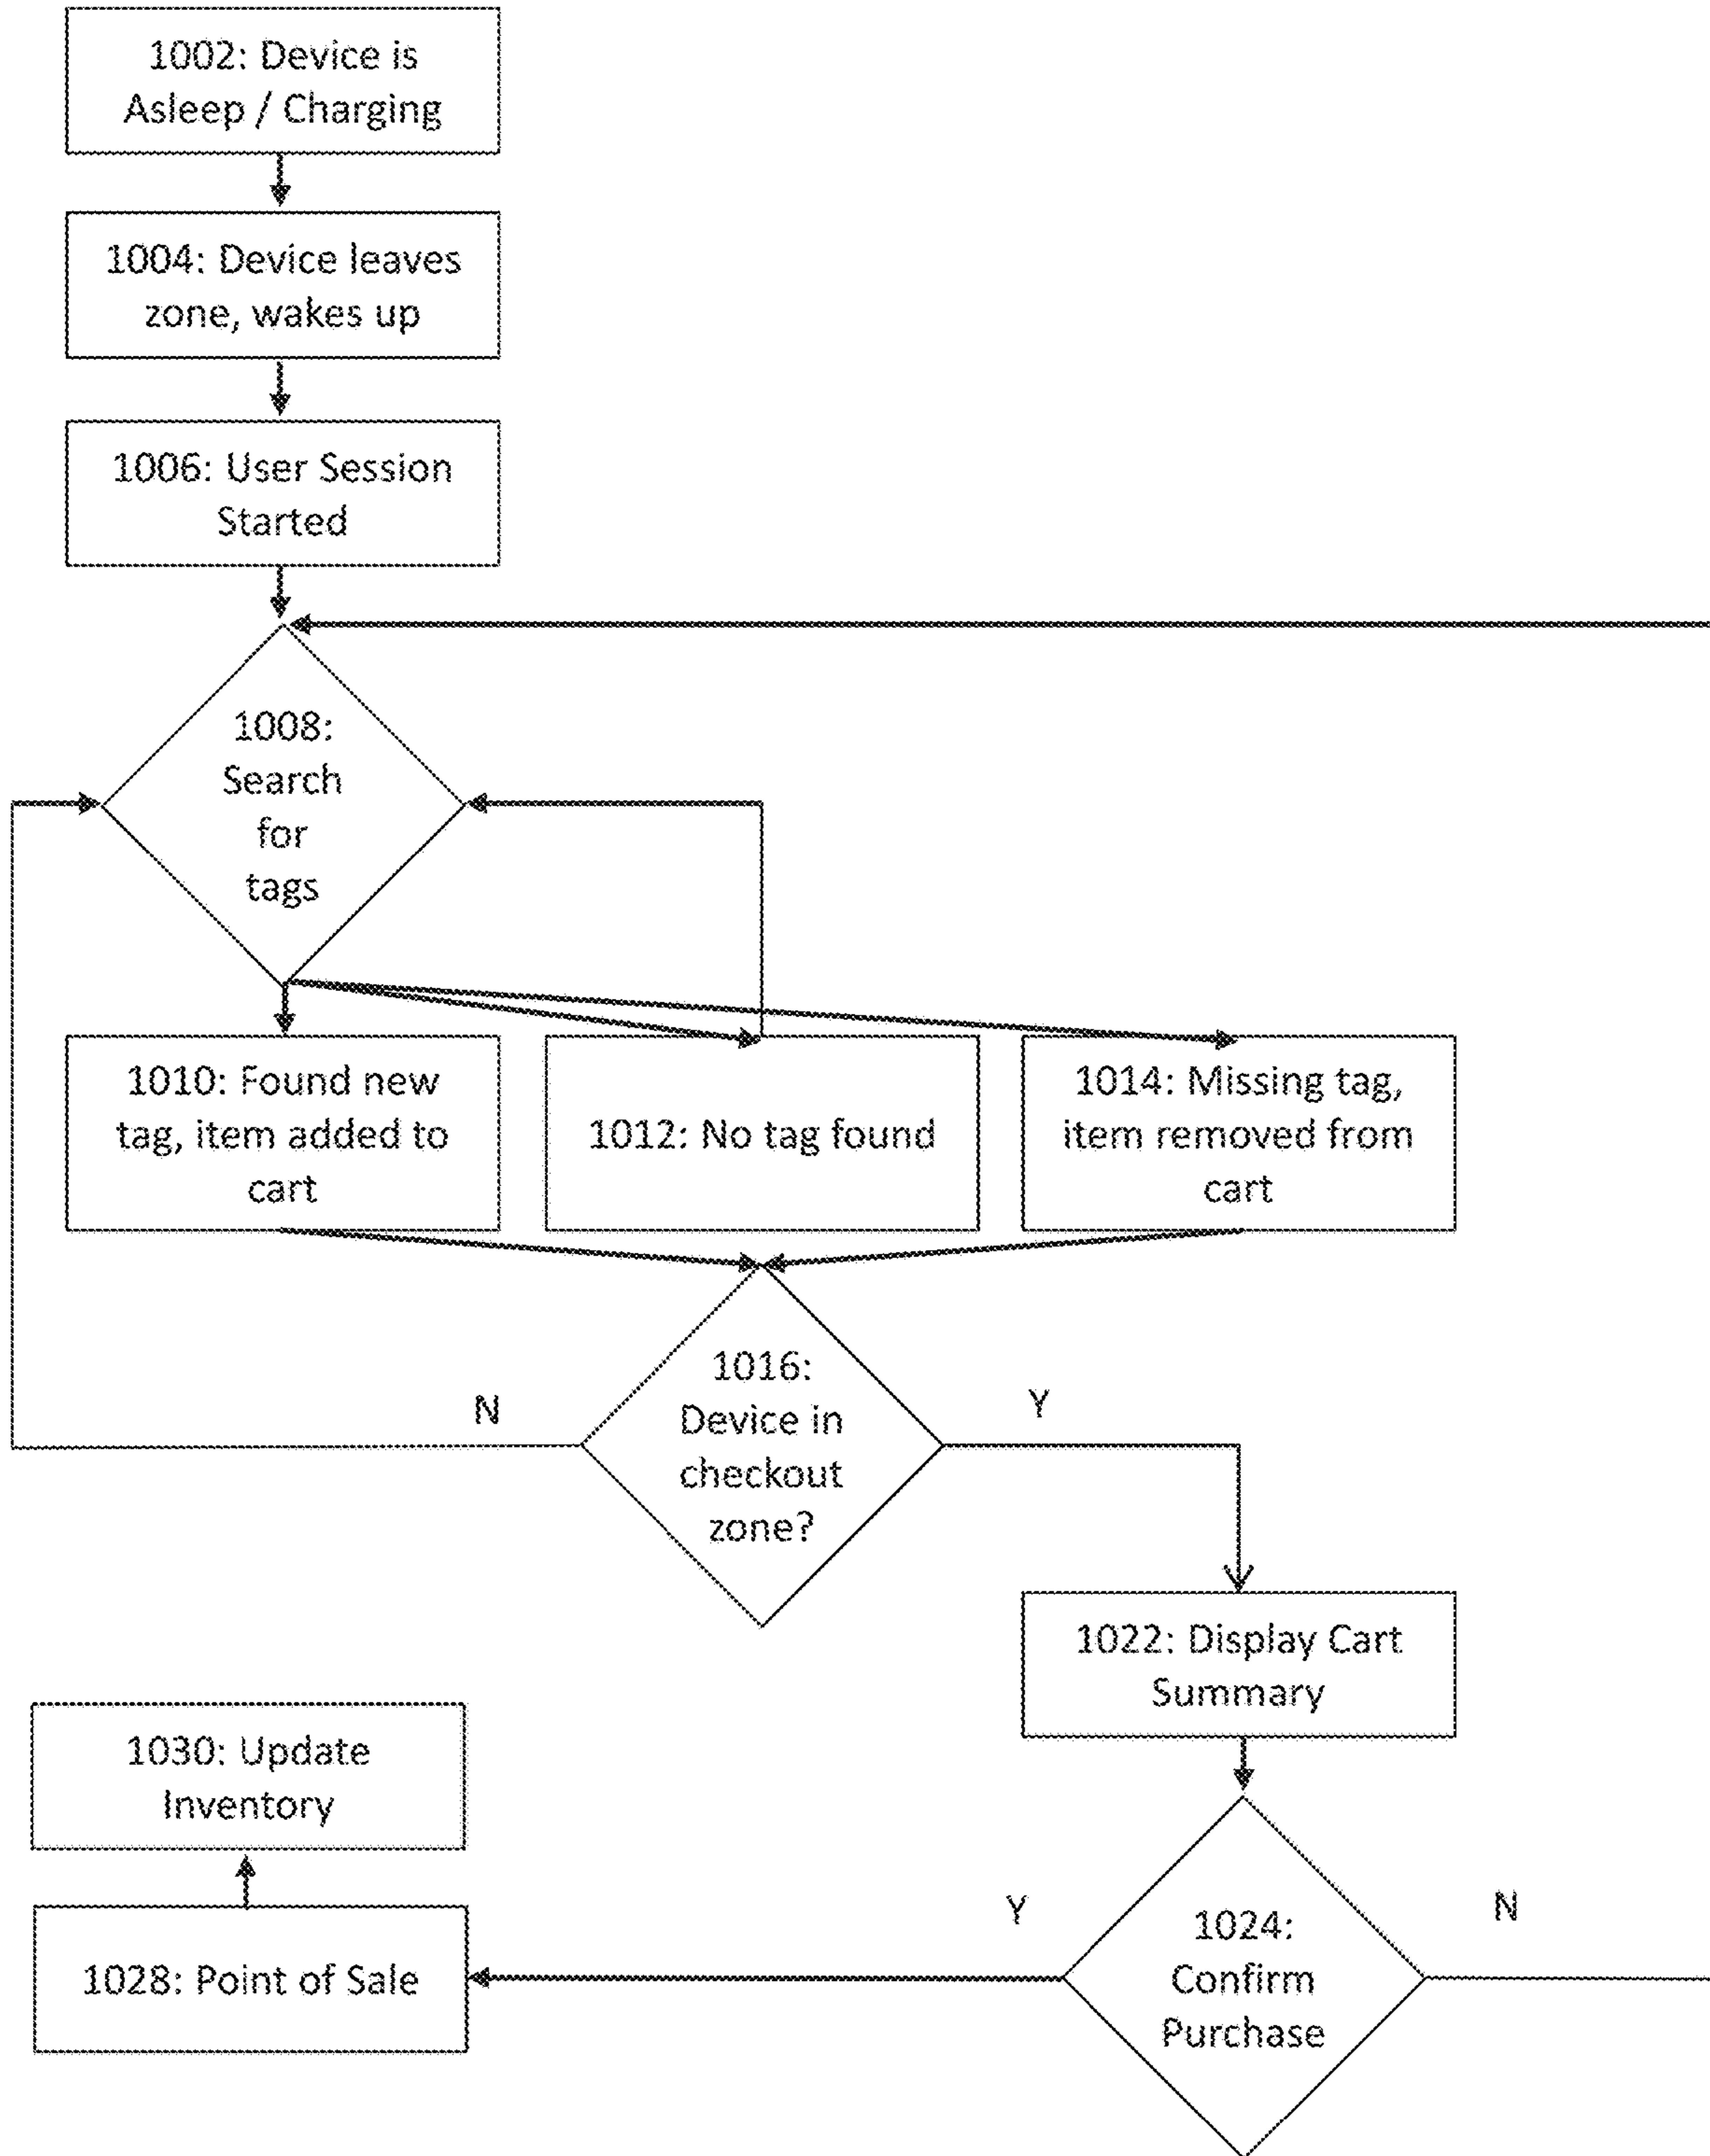 1002: Device is
Asleep / Charging
1004: Device leaves
zone, wakes up
1006: User Session
Started
1008:
Search
for
tags
1010: Found new
tag, item added to
cart
1012: No tag found
1014: Missing tag,
item removed from
cart
1016:
Device in
checkout
zone?
N
Y
1022: Display Cart
Summary
1030: Update
Inventory
1028: Point of Sale
Y
1024:
Confirm
Purchase
N